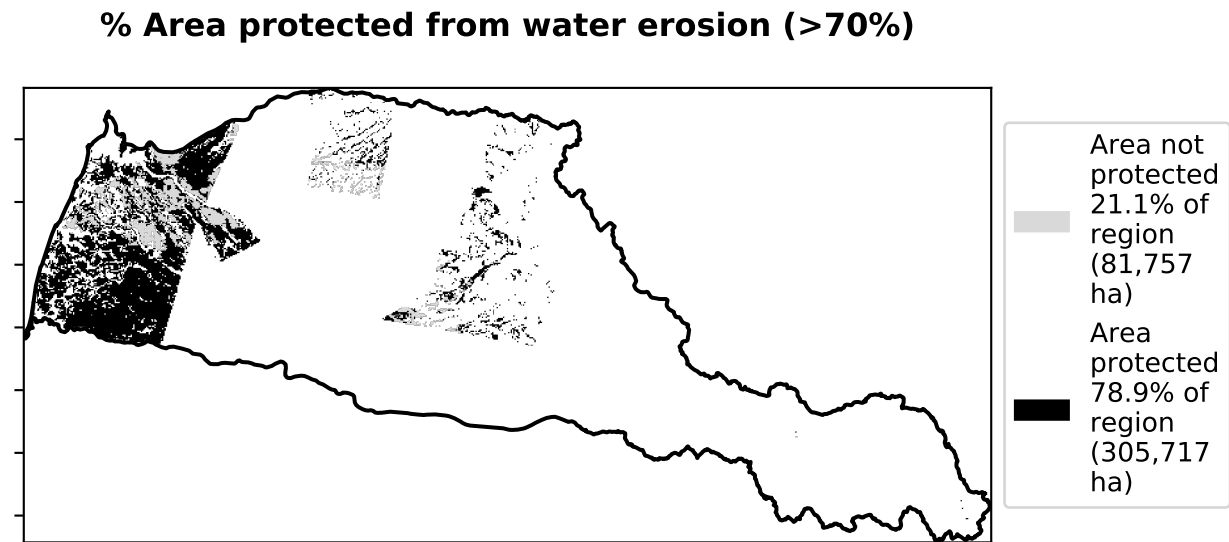 % Area protected from water erosion (>70%)
Area not
protected
21.1% of
region
(81,757
ha)
Area
protected
78.9% of
region
(305,717
ha)